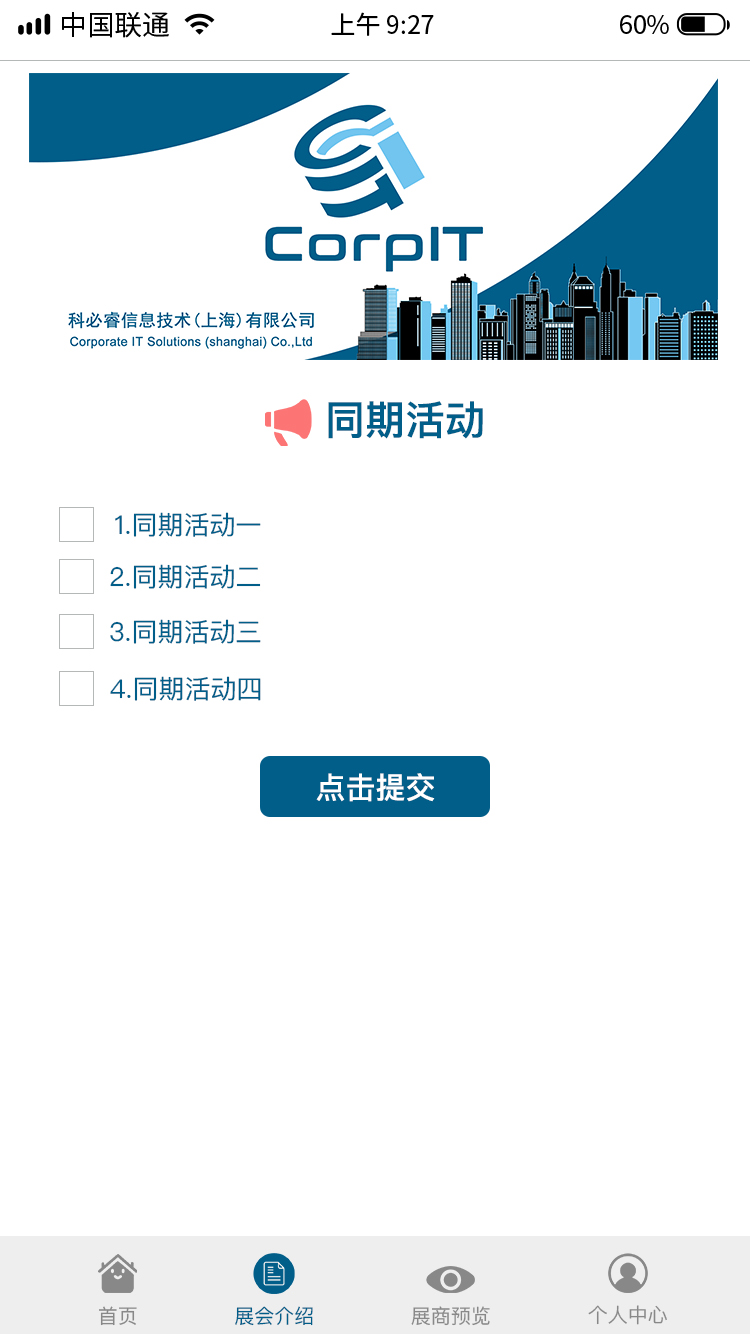 中国联通 上午 9:27 60%
CorpIT
科必睿信息技术(上海)有限公司
Corporate IT Solutions (shanghai) Co.,Ltd
同期活动
1.同期活动一
2.同期活动二
3.同期活动三
4.同期活动四
点击提交
首页 展会介绍 展商预览 个人中心